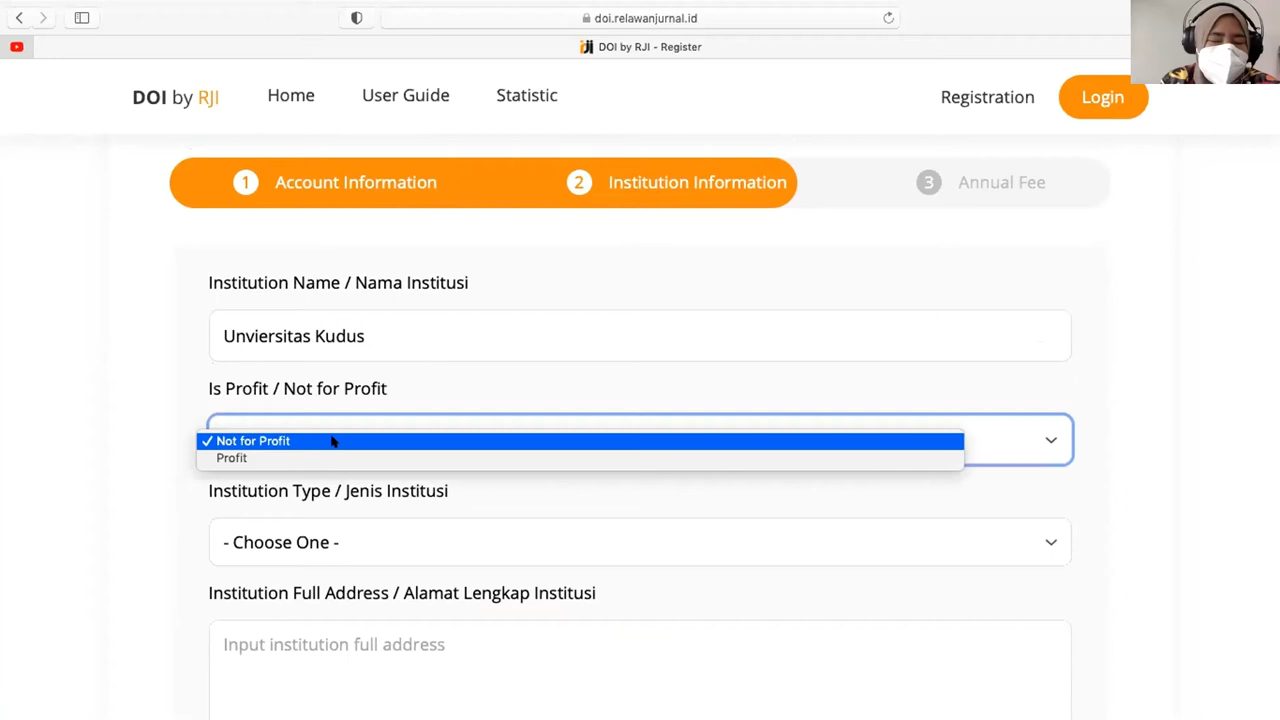 doi.relawanjurnal.id
DOI by RJI - Register
DOI by RJI
Home
User Guide
Statistic
Registration
Login
1 Account Information
2 Institution Information
3 Annual Fee
Institution Name / Nama Institusi
Unviersitas Kudus
Is Profit / Not for Profit
✓ Not for Profit
Profit
Institution Type / Jenis Institusi
- Choose One -
Institution Full Address / Alamat Lengkap Institusi
Input institution full address